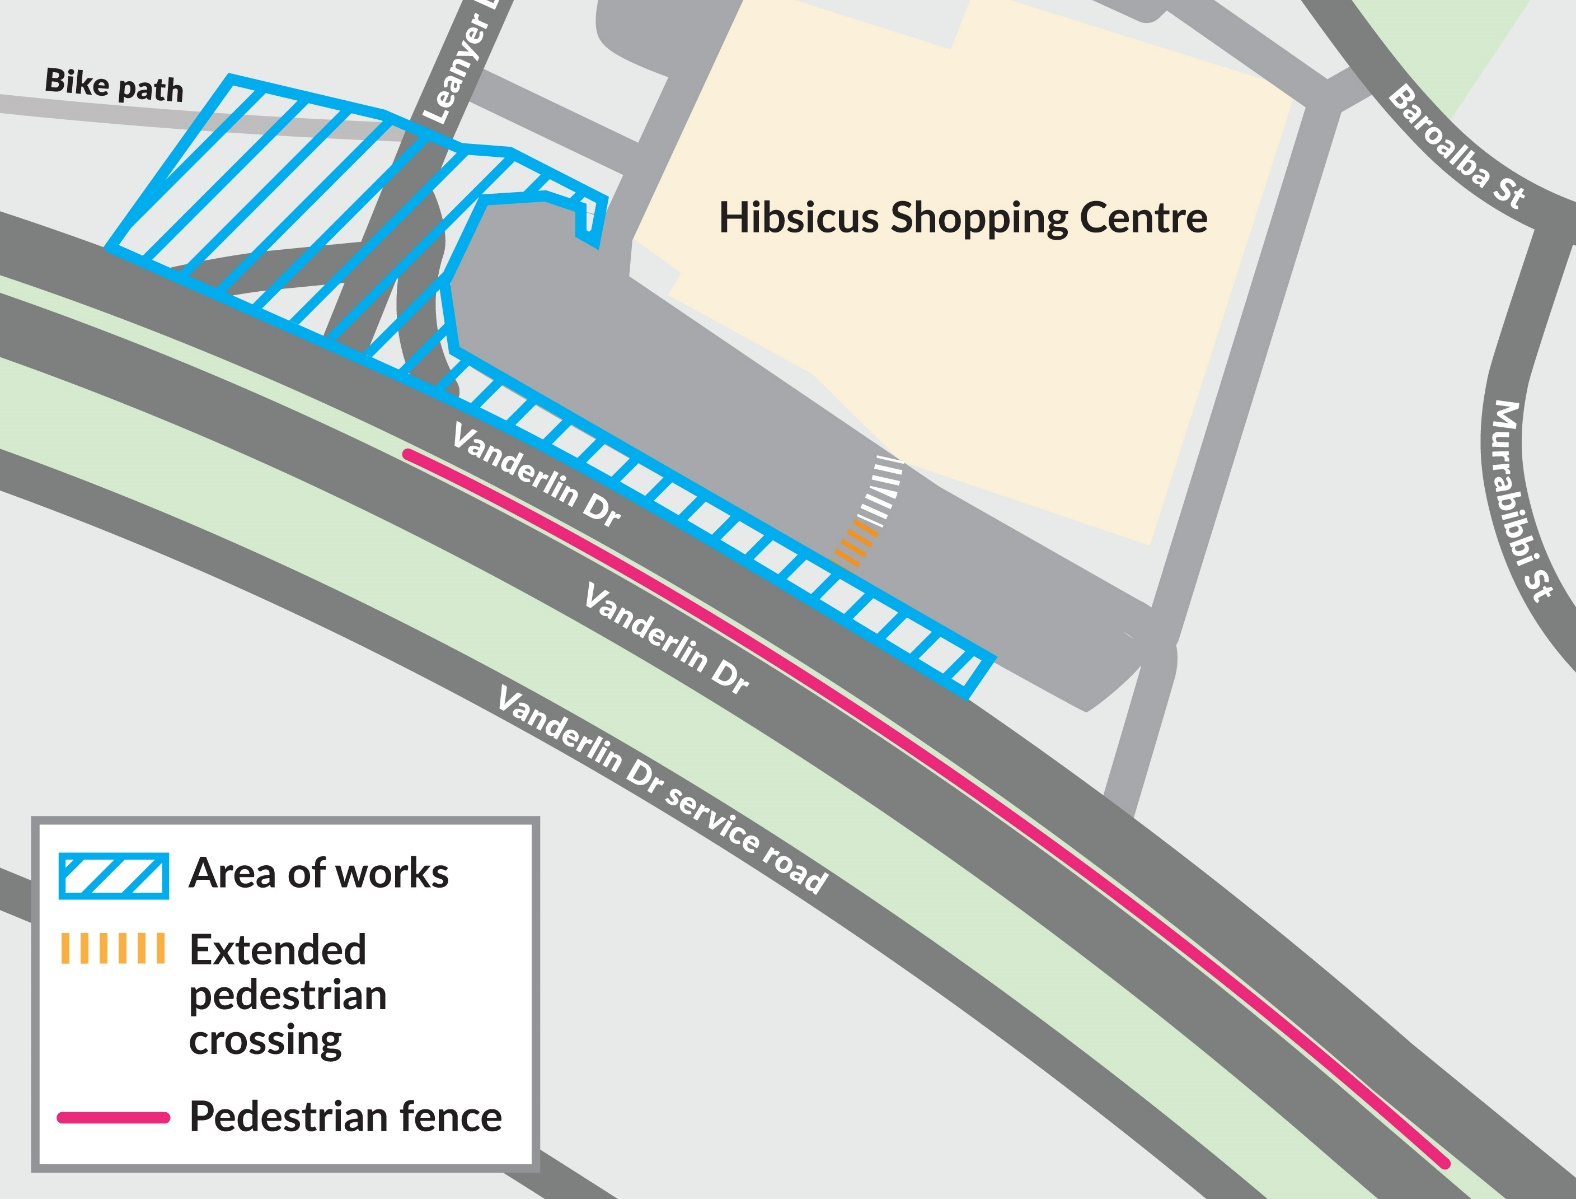 Bike path
Leanyer
Hibsicus Shopping Centre
Baroalba St
Murrabibbi St
Vanderlin Dr
Vanderlin Dr
Vanderlin Dr service road
Area of works
Extended
pedestrian
crossing
Pedestrian fence